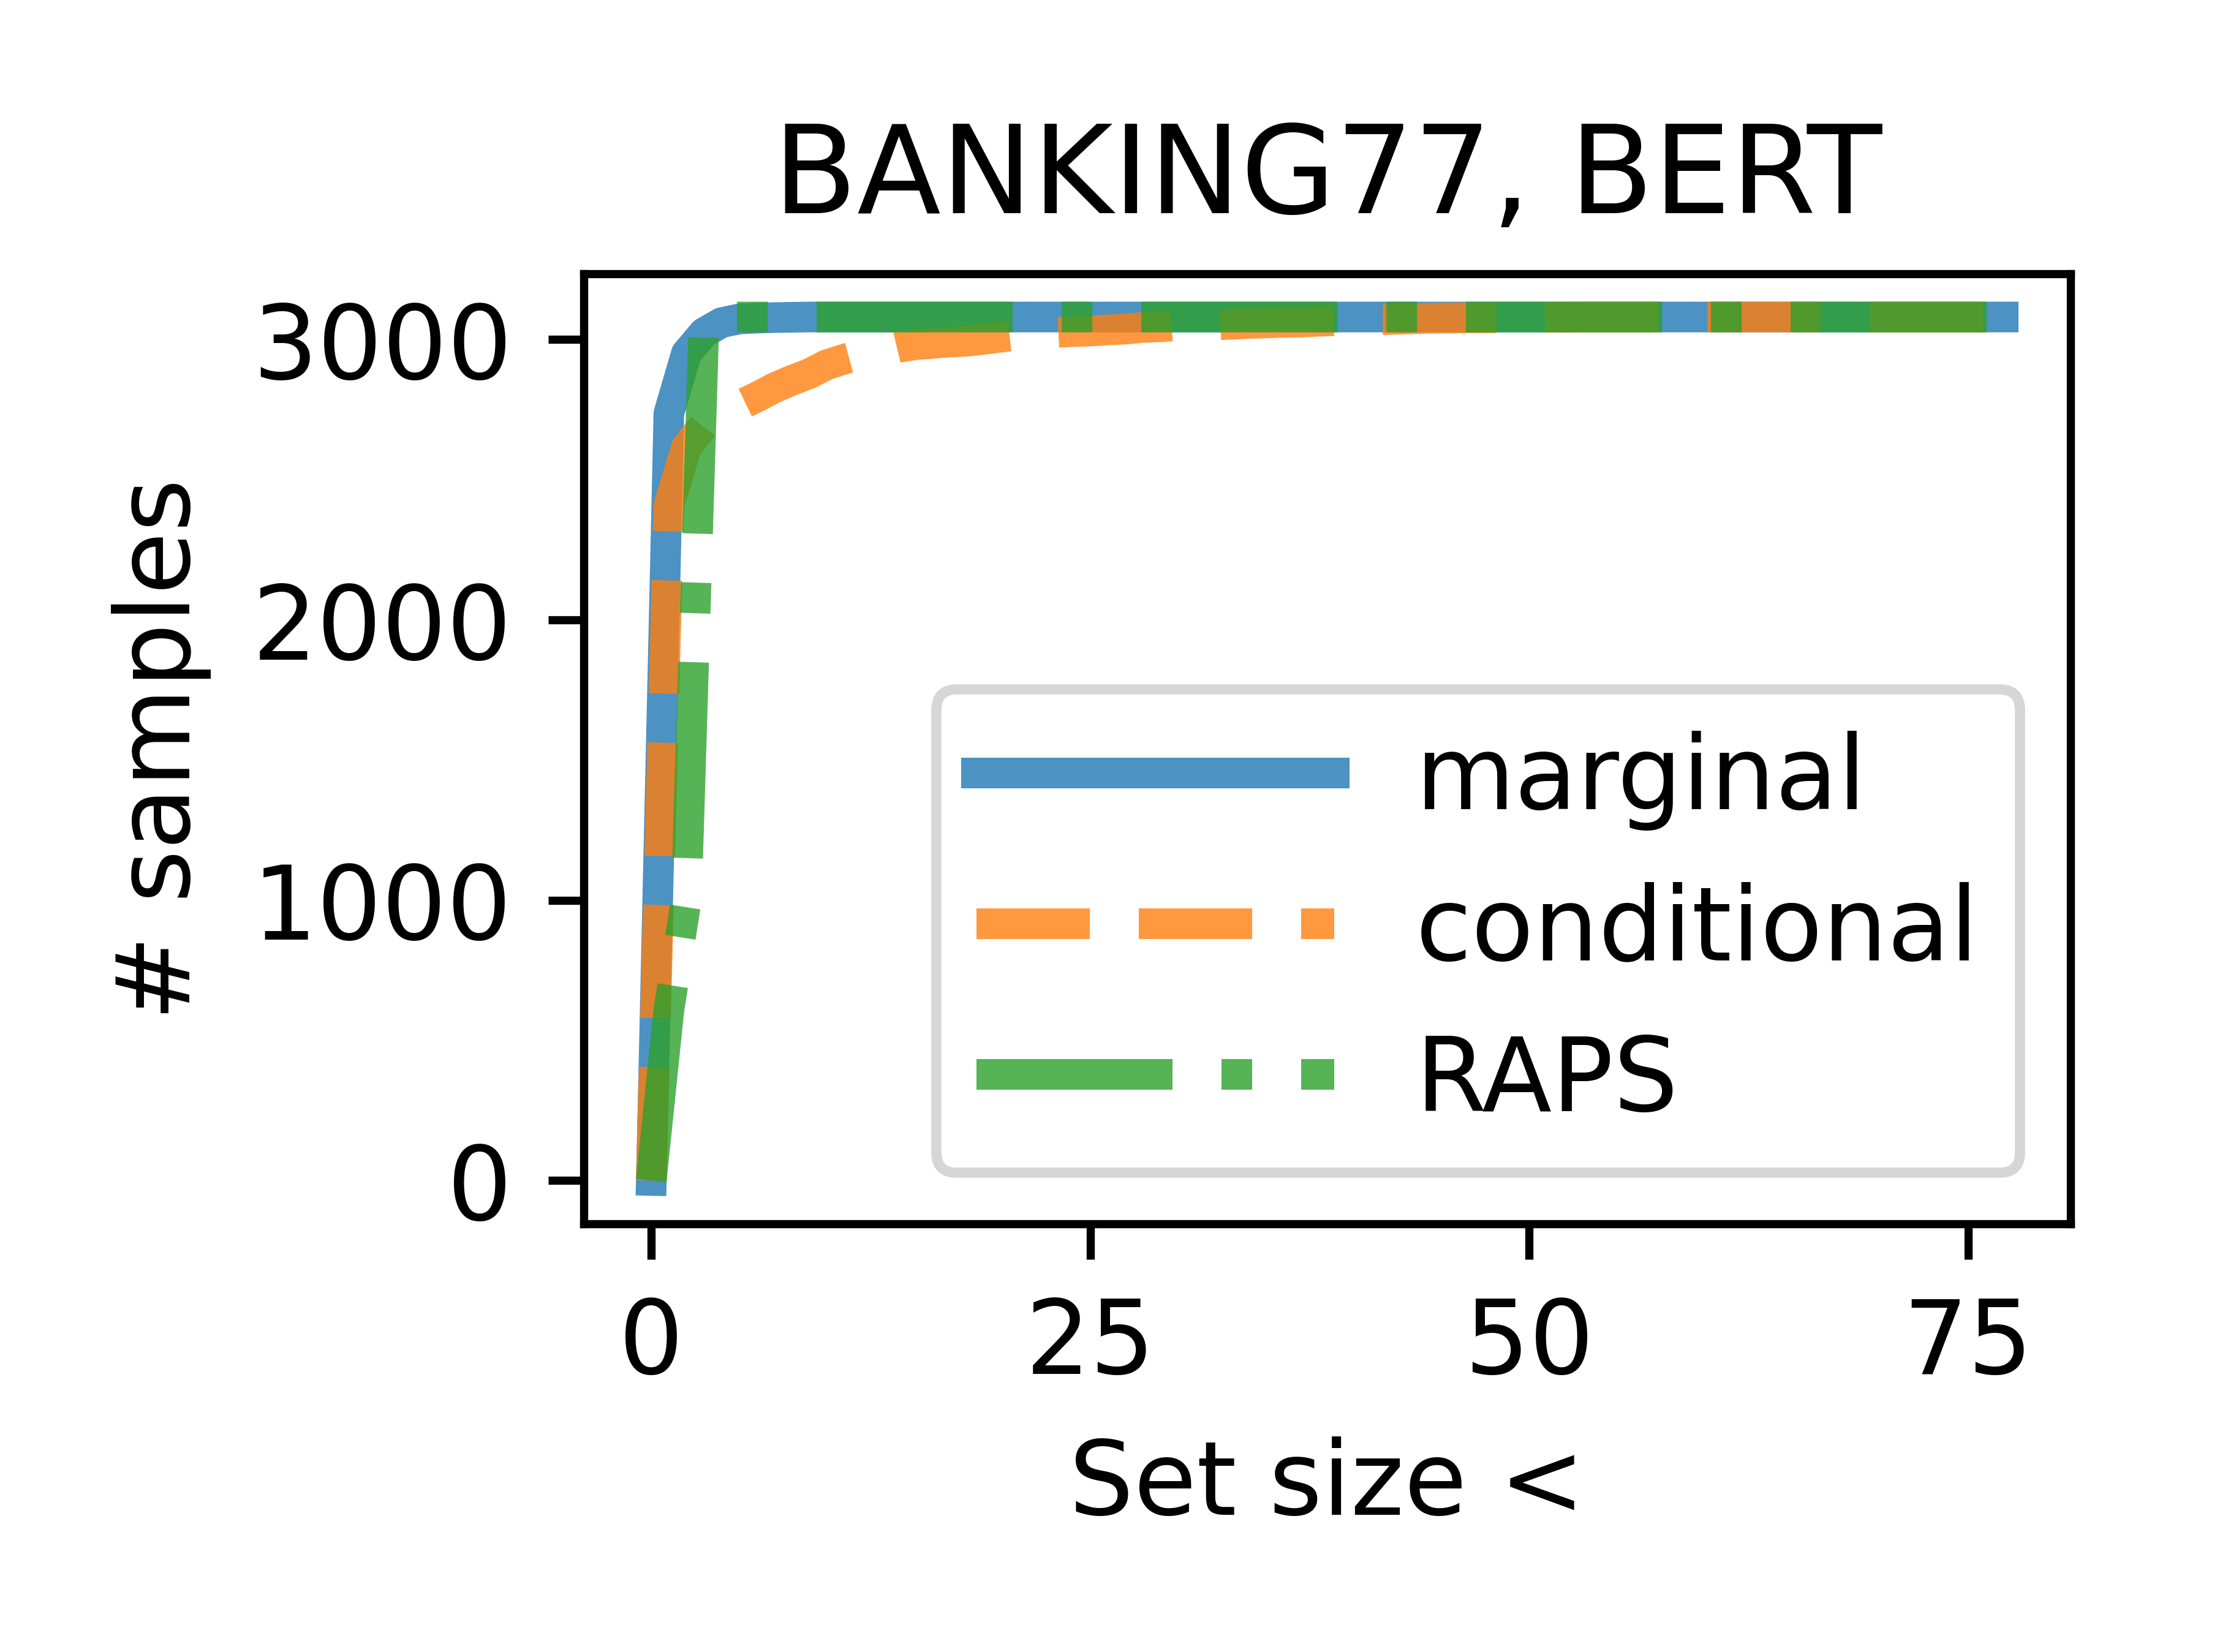 BANKING77, BERT
3000
2000
1000
0
# samples
marginal
conditional
RAPS
0 25 50 75
Set size <